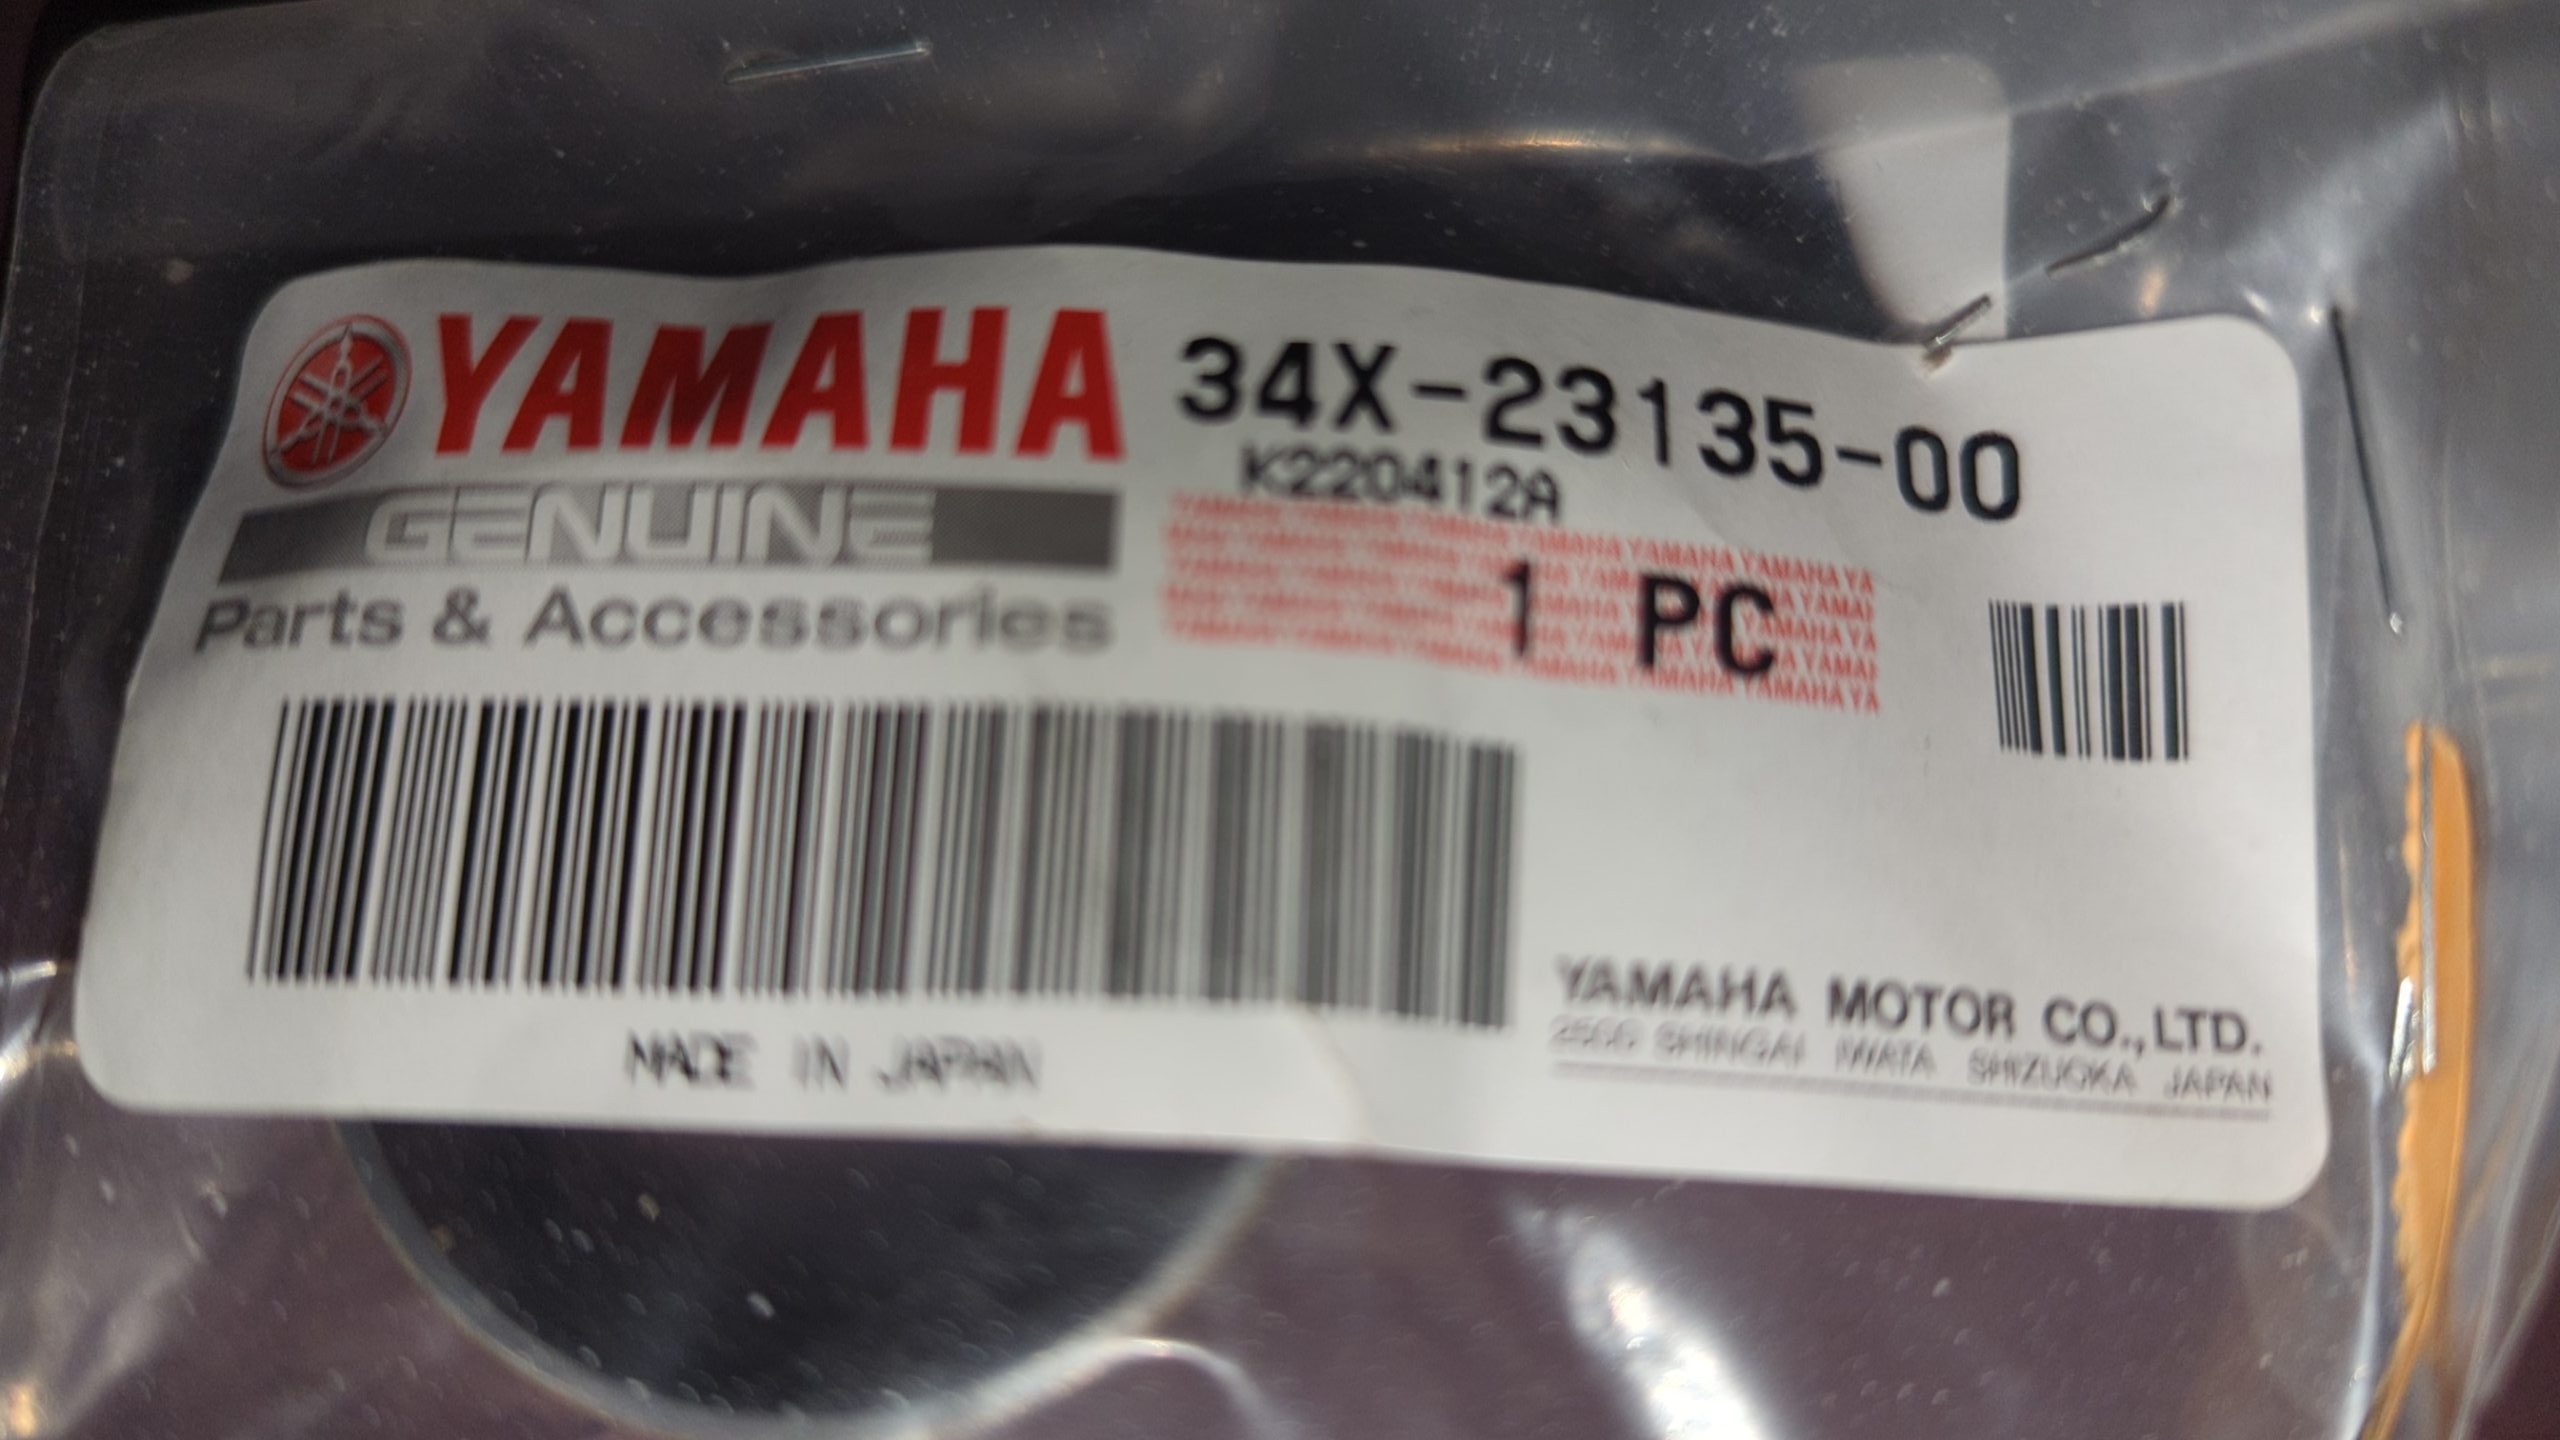 YAMAHA 34X-23135-00
K220412A
GENUINE
Parts & Accessories
1 PC
YAMAHA MOTOR CO.,LTD.
2500 SHINGAI IWATA SHIZUOKA JAPAN
MADE IN JAPAN